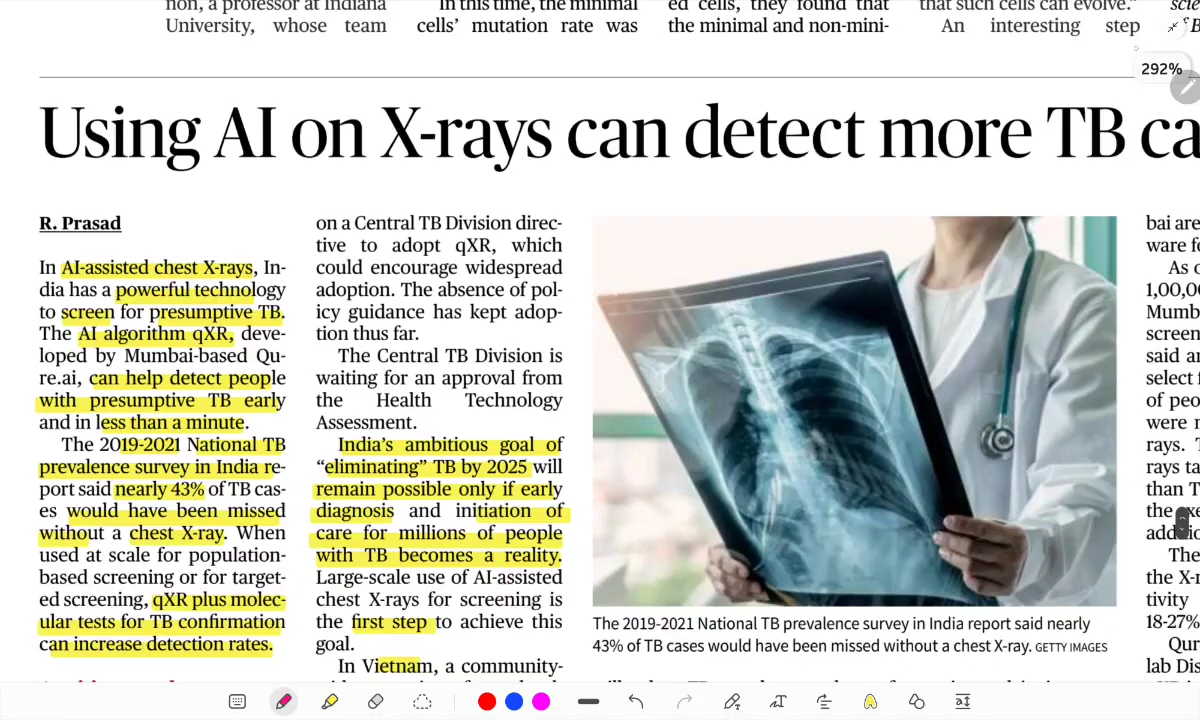 non, a professor at Indiana
University, whose team
In this time, the minimal
cells’ mutation rate was
ed cells, they found that
the minimal and non-mini-
that such cells can evolve.”
An interesting step
292%
Using AI on X-rays can detect more TB ca
R. Prasad
In AI-assisted chest X-rays, In-
dia has a powerful technology
to screen for presumptive TB.
The AI algorithm qXR, deve-
loped by Mumbai-based Qu-
re.ai, can help detect people
with presumptive TB early
and in less than a minute.
The 2019-2021 National TB
prevalence survey in India re-
port said nearly 43% of TB cas-
es would have been missed
without a chest X-ray. When
used at scale for population-
based screening or for target-
ed screening, qXR plus molec-
ular tests for TB confirmation
can increase detection rates.
on a Central TB Division direc-
tive to adopt qXR, which
could encourage widespread
adoption. The absence of pol-
icy guidance has kept adop-
tion thus far.
The Central TB Division is
waiting for an approval from
the Health Technology
Assessment.
India’s ambitious goal of
“eliminating” TB by 2025 will
remain possible only if early
diagnosis and initiation of
care for millions of people
with TB becomes a reality.
Large-scale use of AI-assisted
chest X-rays for screening is
the first step to achieve this
goal.
In Vietnam, a community-
The 2019-2021 National TB prevalence survey in India report said nearly
43% of TB cases would have been missed without a chest X-ray. GETTY IMAGES
bai are
ware fo
As o
1,00,00
Mumb
screen
said an
select f
of peo
were n
rays. T
rays ta
than T
the exe
additio
The
the X-r
tivity
18-27%
Qur
lab Dis